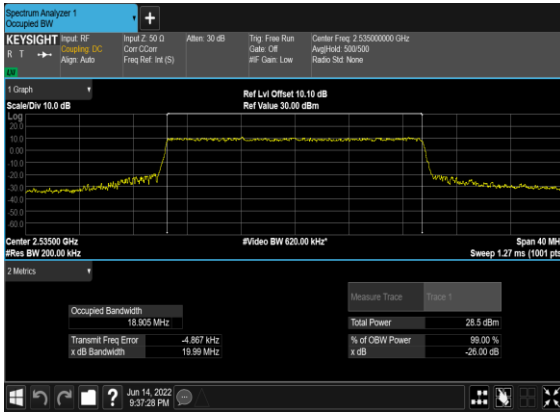 Spectrum Analyzer 1
Occupied BW
+
KEYSIGHT Input: RF Input Z: 50 Ω Atten: 30 dB Trig: Free Run Center Freq: 2.535000000 GHz
R T Coupling: DC Corr CCorr Gate: Off Avg|Hold: 500/500
Align: Auto Freq Ref: Int (S) #IF Gain: Low Radio Std: None
1 Graph
Ref Lvl Offset 10.10 dB
Scale/Div 10.0 dB Ref Value 30.00 dBm
Log
20.0
10.0
0.00
-10.0
-20.0
-30.0
-40.0
-50.0
-60.0
Center 2.53500 GHz #Video BW 620.00 kHz* Span 40 MH
#Res BW 200.00 kHz Sweep 1.27 ms (1001 pts
2 Metrics
Measure Trace Trace 1
Occupied Bandwidth
18.905 MHz Total Power 28.5 dBm
Transmit Freq Error -4.867 kHz % of OBW Power 99.00 %
x dB Bandwidth 19.99 MHz x dB -26.00 dB
? Jun 14, 2022
9:37:28 PM